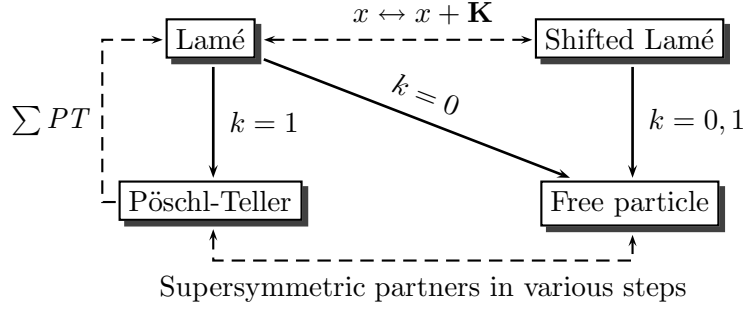 x ↔ x + K
Lamé
Shifted Lamé
∑ PT
k = 1
k = 0
k = 0, 1
Pöschl-Teller
Free particle
Supersymmetric partners in various steps